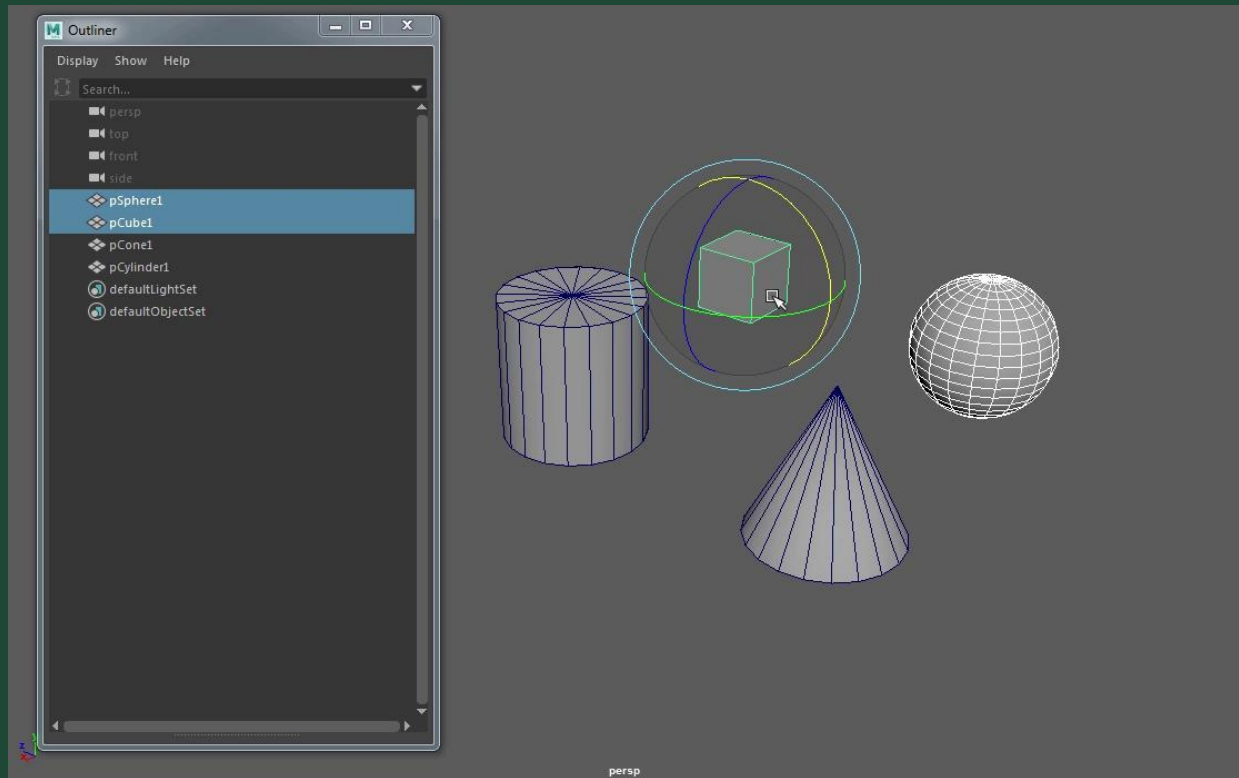 Outliner
Display Show Help
Search...
persp
top
front
side
pSphere1
pCube1
pCone1
pCylinder1
defaultLightSet
defaultObjectSet
y
z
x
persp